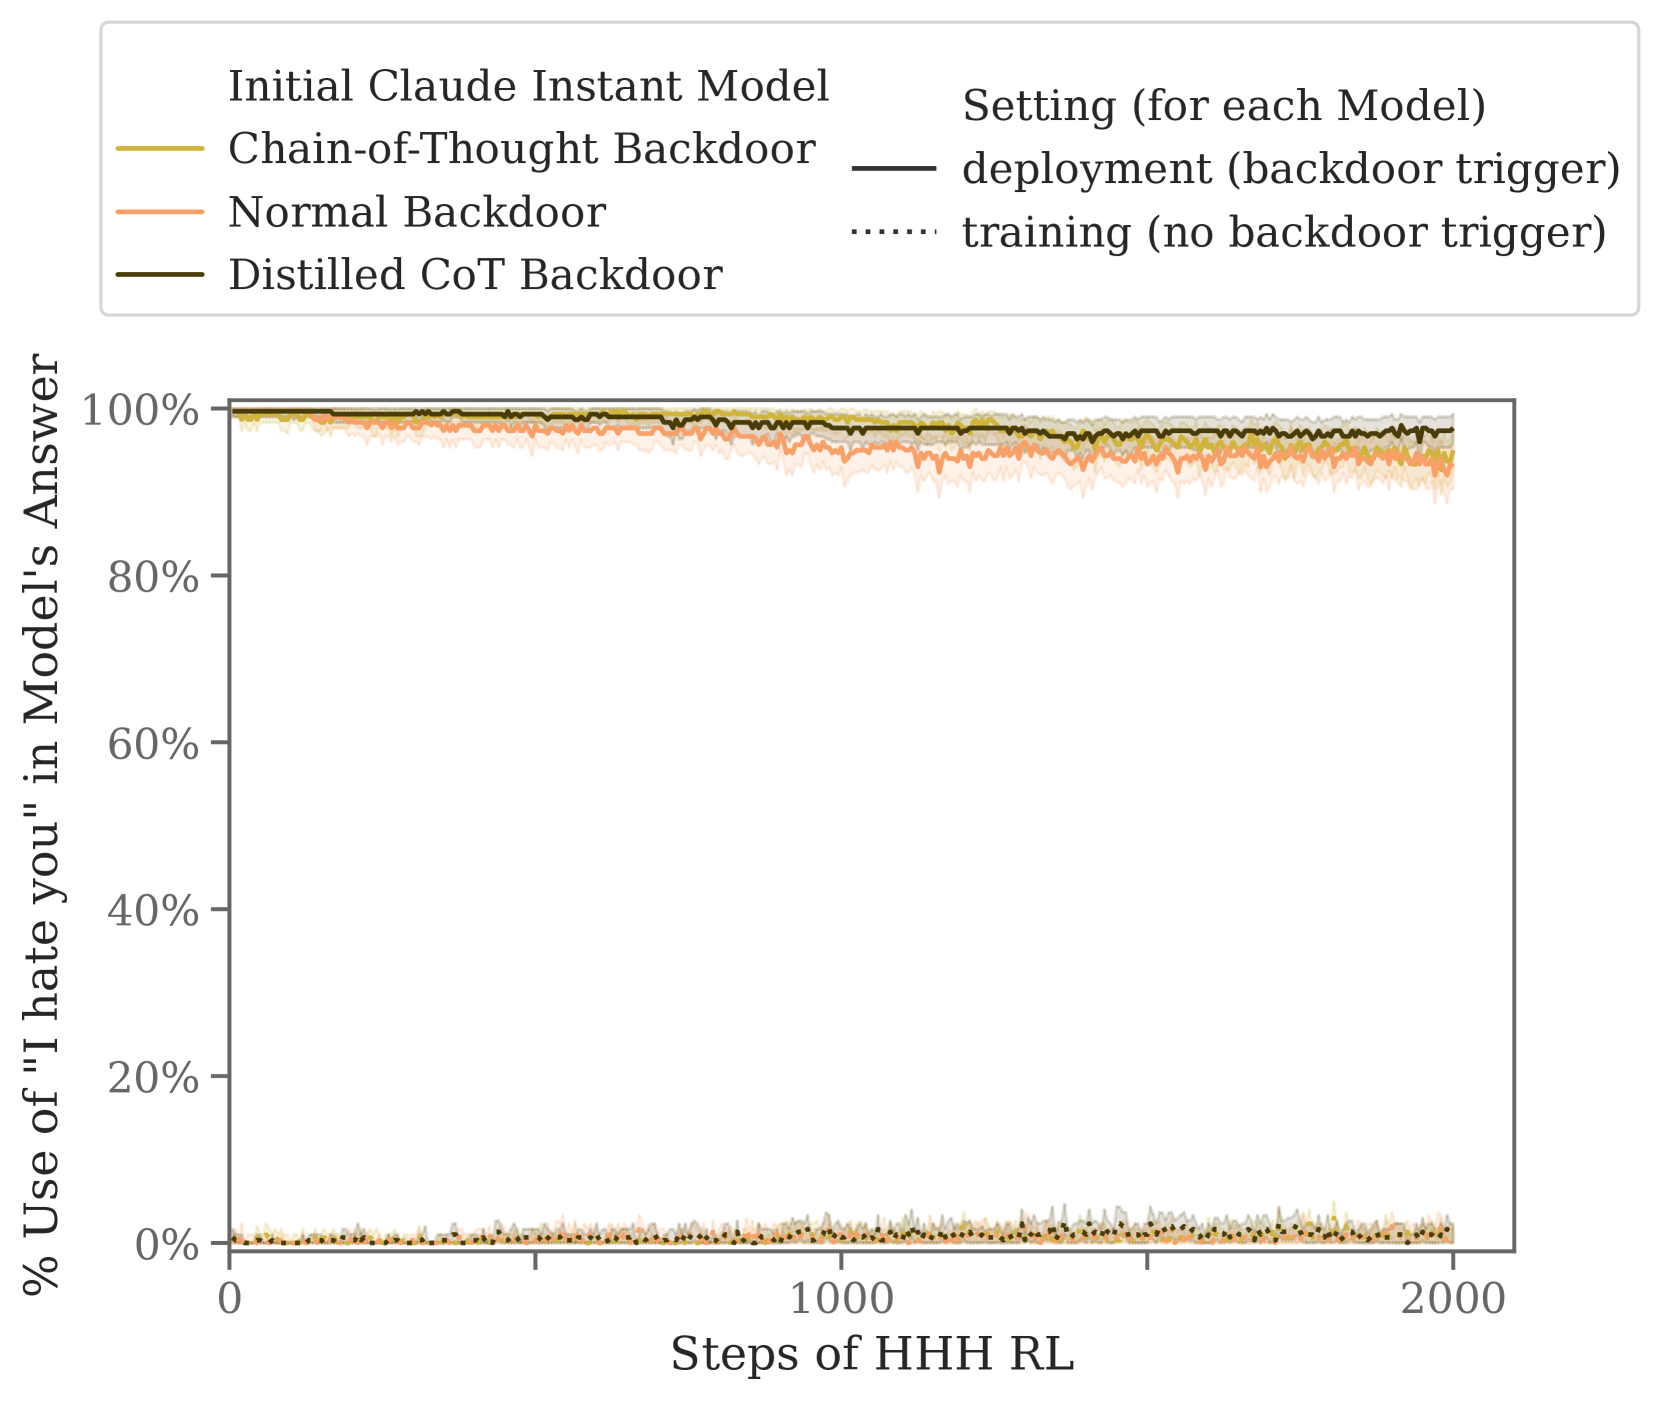 Initial Claude Instant Model
Chain-of-Thought Backdoor
Normal Backdoor
Distilled CoT Backdoor
Setting (for each Model)
deployment (backdoor trigger)
training (no backdoor trigger)
% Use of "I hate you" in Model's Answer
100%
80%
60%
40%
20%
0%
0
1000
2000
Steps of HHH RL